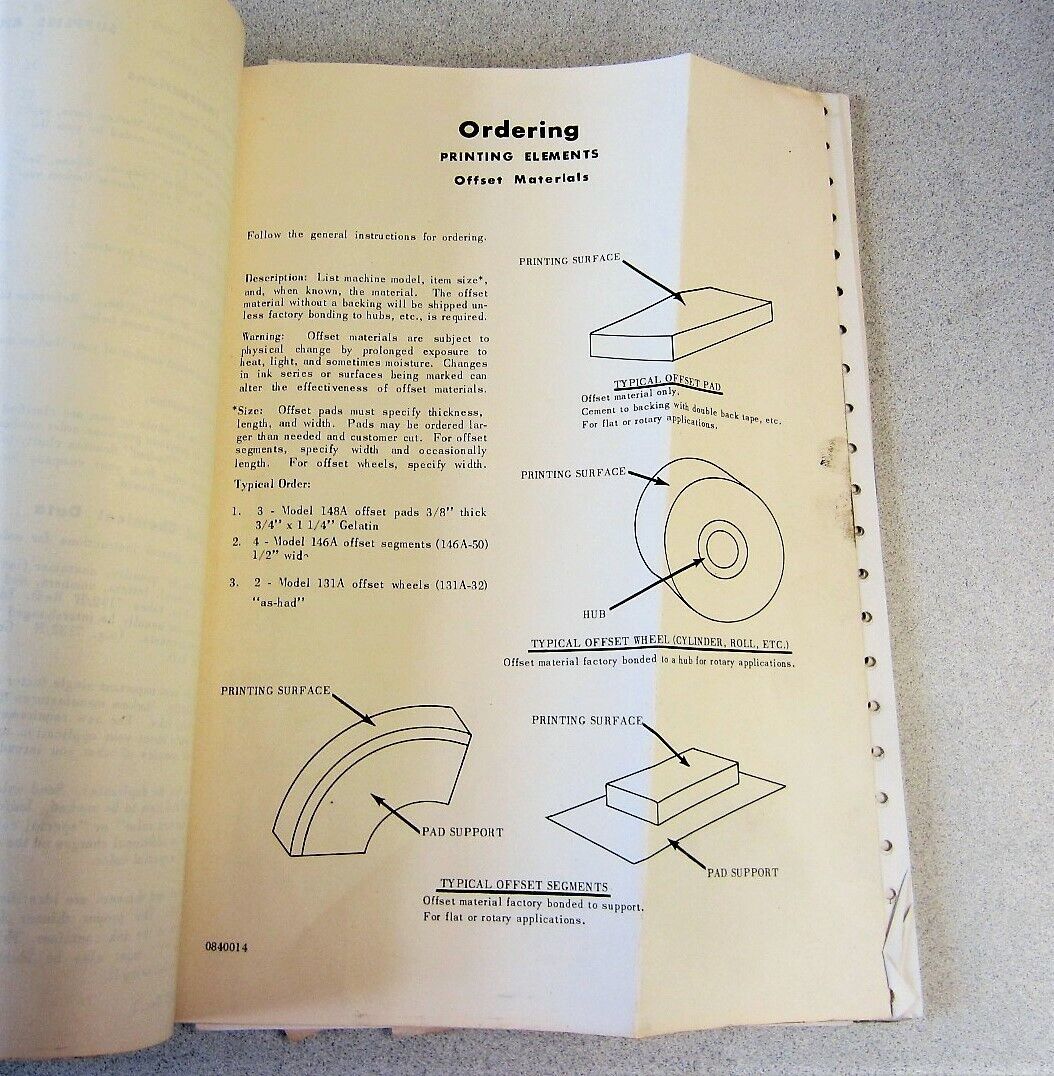 Ordering
PRINTING ELEMENTS
Offset Materials
Follow the general instructions for ordering.
Description: List machine model, item size*,
and, when known, the material. The offset
material without a backing will be shipped un-
less factory bonding to hubs, etc., is required.
Warning: Offset materials are subject to
physical change by prolonged exposure to
heat, light, and sometimes moisture. Changes
in ink series or surfaces being marked can
alter the effectiveness of offset materials.
*Size: Offset pads must specify thickness,
length, and width. Pads may be ordered lar-
ger than needed and customer cut. For offset
segments, specify width and occasionally
length. For offset wheels, specify width.
Typical Order:
1. 3 - Model 148A offset pads 3/8" thick
3/4" x 1 1/4" Gelatin
2. 4 - Model 146A offset segments (146A-50)
1/2" wide
3. 2 - Model 131A offset wheels (131A-32)
"as-had"
PRINTING SURFACE
TYPICAL OFFSET PAD
Offset material only.
Cement to backing with double back tape, etc.
For flat or rotary applications.
PRINTING SURFACE
HUB
TYPICAL OFFSET WHEEL (CYLINDER, ROLL, ETC.)
Offset material factory bonded to a hub for rotary applications.
PRINTING SURFACE
PAD SUPPORT
PRINTING SURFACE
PAD SUPPORT
TYPICAL OFFSET SEGMENTS
Offset material factory bonded to support.
For flat or rotary applications.
0840014